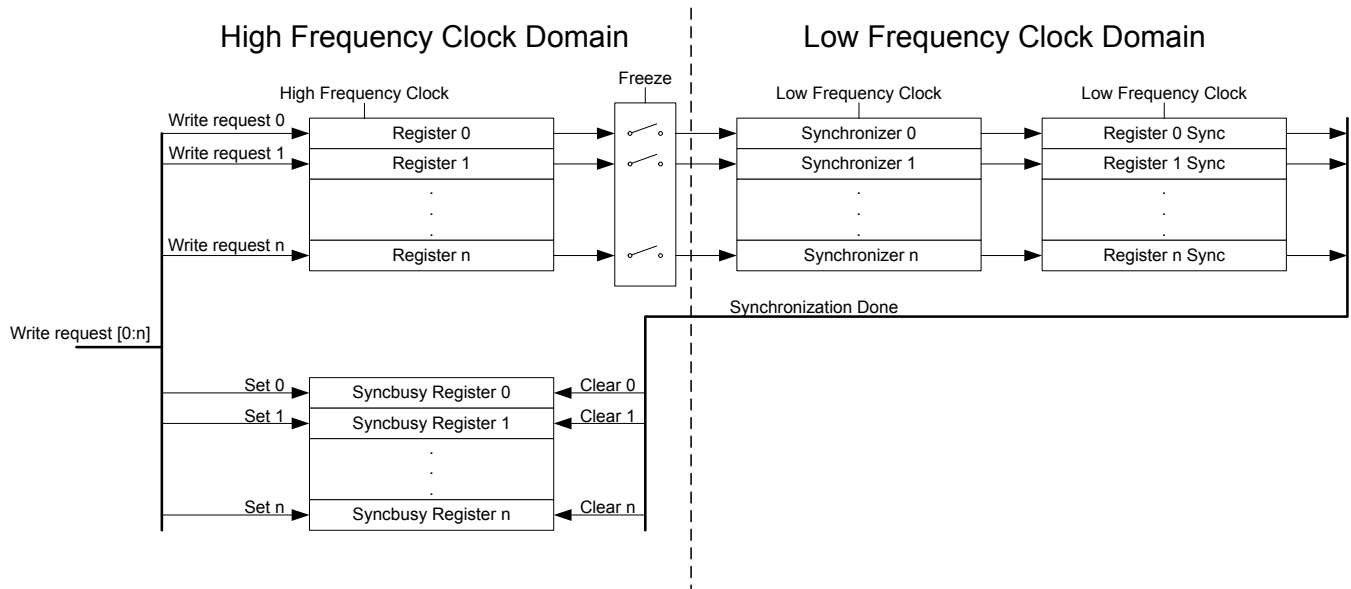 High Frequency Clock Domain
Low Frequency Clock Domain
Freeze
High Frequency Clock
Low Frequency Clock
Low Frequency Clock
Write request 0
Register 0
Synchronizer 0
Register 0 Sync
Write request 1
Register 1
Synchronizer 1
Register 1 Sync
.
.
.
.
.
.
.
.
.
Write request n
Register n
Synchronizer n
Register n Sync
Synchronization Done
Write request [0:n]
Set 0
Syncbusy Register 0
Clear 0
Set 1
Syncbusy Register 1
Clear 1
.
.
.
Set n
Syncbusy Register n
Clear n